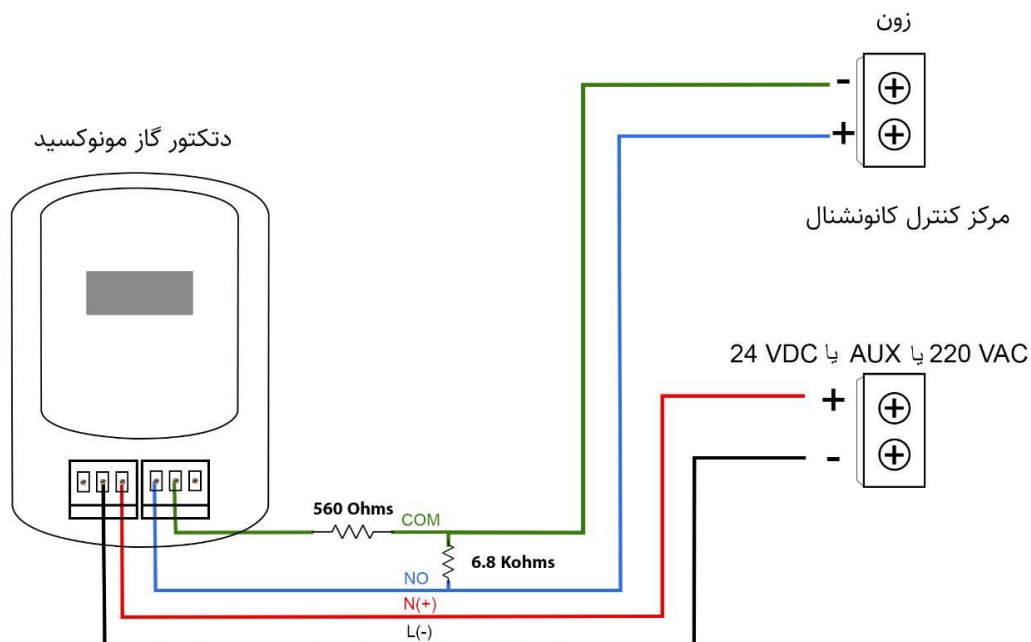 زون
-
+
دتکتور گاز مونوکسید
مرکز کنترل کانونشنال
24 VDC یا AUX یا 220 VAC
+
-
560 Ohms
COM
6.8 Kohms
NO
N(+)
L(-)